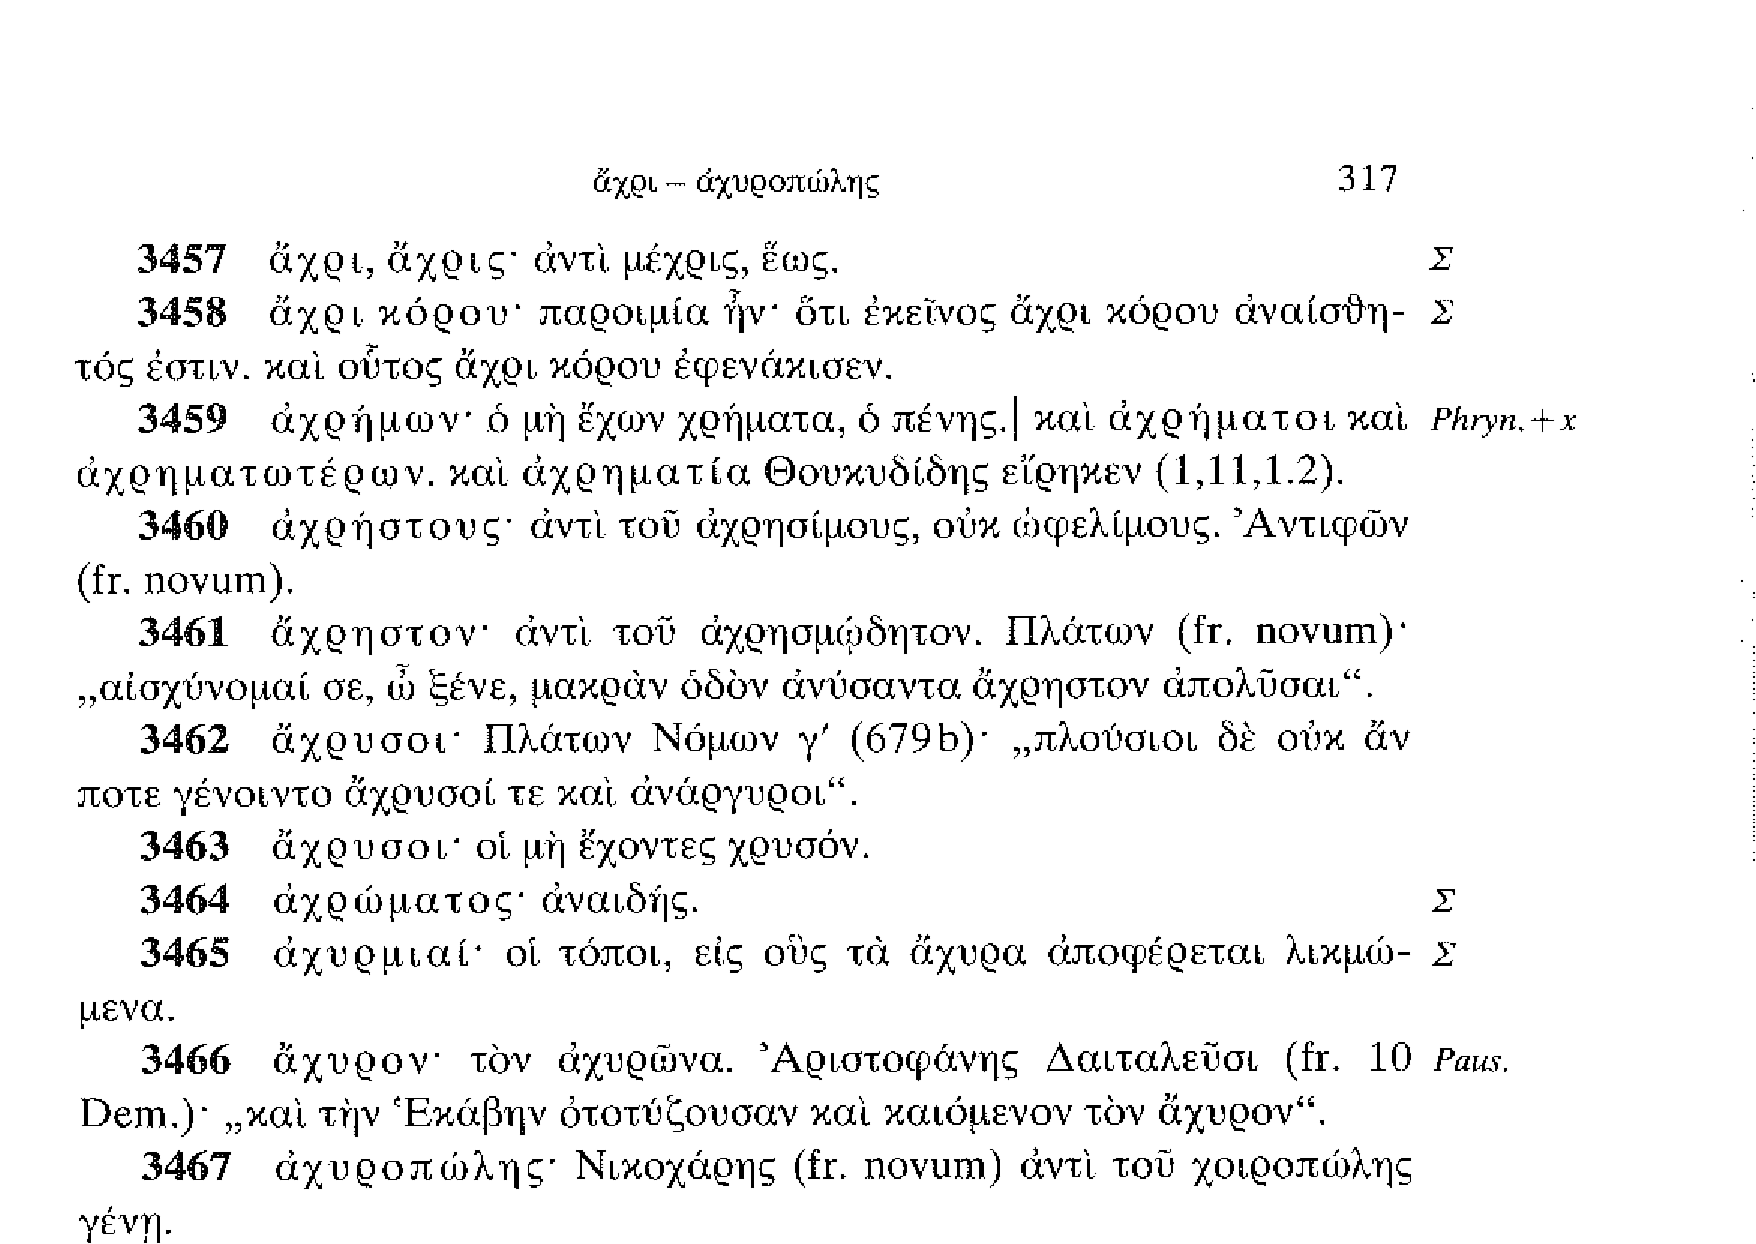 ἄχρι – ἀχυροπώλης 317
3457 ἄχρι, ἄχρις· ἀντὶ μέχρις, ἕως. Σ
3458 ἄχρι κόρου· παροιμία ἦν· ὅτι ἐκεῖνος ἄχρι κόρου ἀναίσθη- Σ
τός ἐστιν. καὶ οὗτος ἄχρι κόρου ἐφενάκισεν.
3459 ἀχρήμων· ὁ μὴ ἔχων χρήματα, ὁ πένης.| καὶ ἀχρήματοι καὶ Phryn.+x
ἀχρηματωτέρων. καὶ ἀχρηματία Θουκυδίδης εἴρηκεν (1,11,1.2).
3460 ἀχρήστους· ἀντὶ τοῦ ἀχρησίμους, οὐκ ὠφελίμους. Ἀντιφῶν
(fr. novum).
3461 ἄχρηστον· ἀντὶ τοῦ ἀχρησμῴδητον. Πλάτων (fr. novum)·
„αἰσχύνομαί σε, ὦ ξένε, μακρὰν ὁδὸν ἀνύσαντα ἄχρηστον ἀπολῦσαι“.
3462 ἄχρυσοι· Πλάτων Νόμων γ′ (679b)· „πλούσιοι δὲ οὐκ ἄν
ποτε γένοιντο ἄχρυσοί τε καὶ ἀνάργυροι“.
3463 ἄχρυσοι· οἱ μὴ ἔχοντες χρυσόν.
3464 ἀχρώματος· ἀναιδής. Σ
3465 ἀχυρμιαί· οἱ τόποι, εἰς οὓς τὰ ἄχυρα ἀποφέρεται λικμώ- Σ
μενα.
3466 ἄχυρον· τὸν ἀχυρῶνα. Ἀριστοφάνης Δαιταλεῦσι (fr. 10 Paus.
Dem.)· „καὶ τὴν Ἑκάβην ὀτοτύζουσαν καὶ καιόμενον τὸν ἄχυρον“.
3467 ἀχυροπώλης· Νικοχάρης (fr. novum) ἀντὶ τοῦ χοιροπώλης
γένῃ.